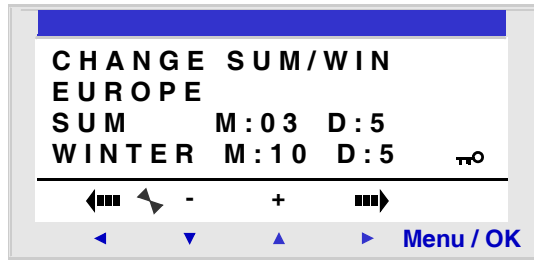 CHANGE SUM/WIN
EUROPE
SUM M:03 D:5
WINTER M:10 D:5
- +
Menu / OK